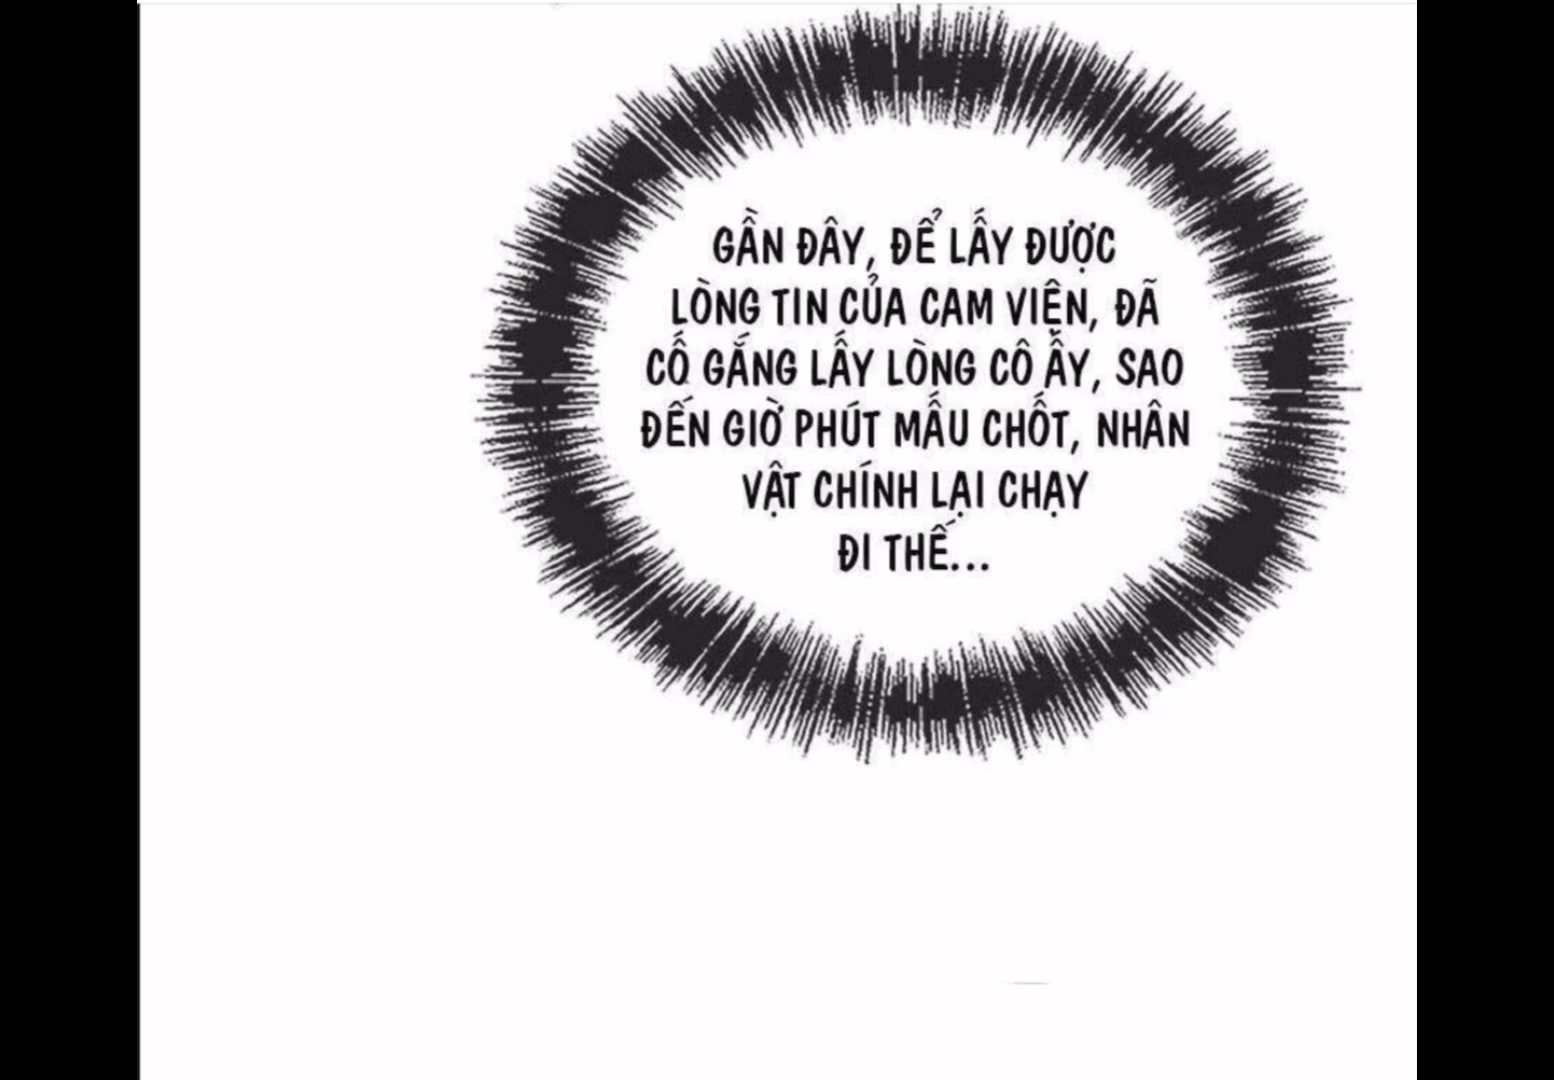 GẦN ĐÂY, ĐỂ LẤY ĐƯỢC
LÒNG TIN CỦA CAM VIỆN, ĐÃ
CỐ GẮNG LẤY LÒNG CÔ ẤY, SAO
ĐẾN GIỜ PHÚT MẤU CHỐT, NHÂN
VẬT CHÍNH LẠI CHẠY
ĐI THẾ...